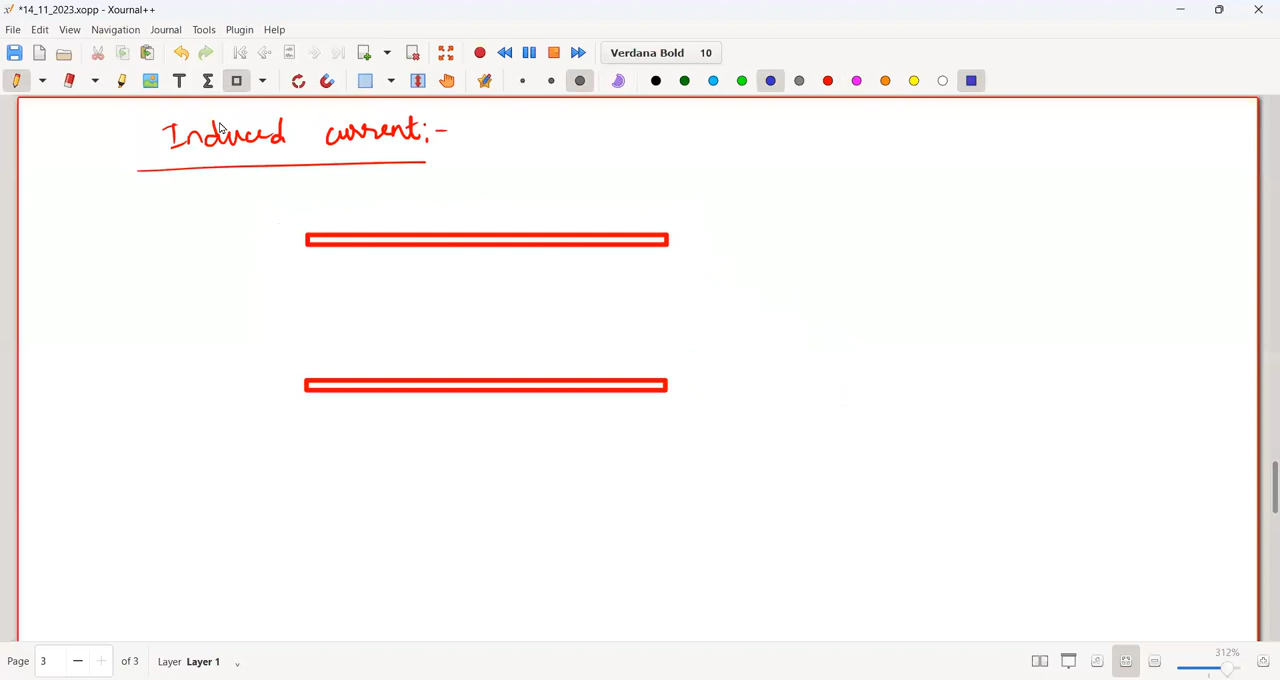 *14_11_2023.xopp - Xournal++
File Edit View Navigation Journal Tools Plugin Help
Verdana Bold 10
Induced current:-
Page 3 of 3 Layer Layer 1
312%